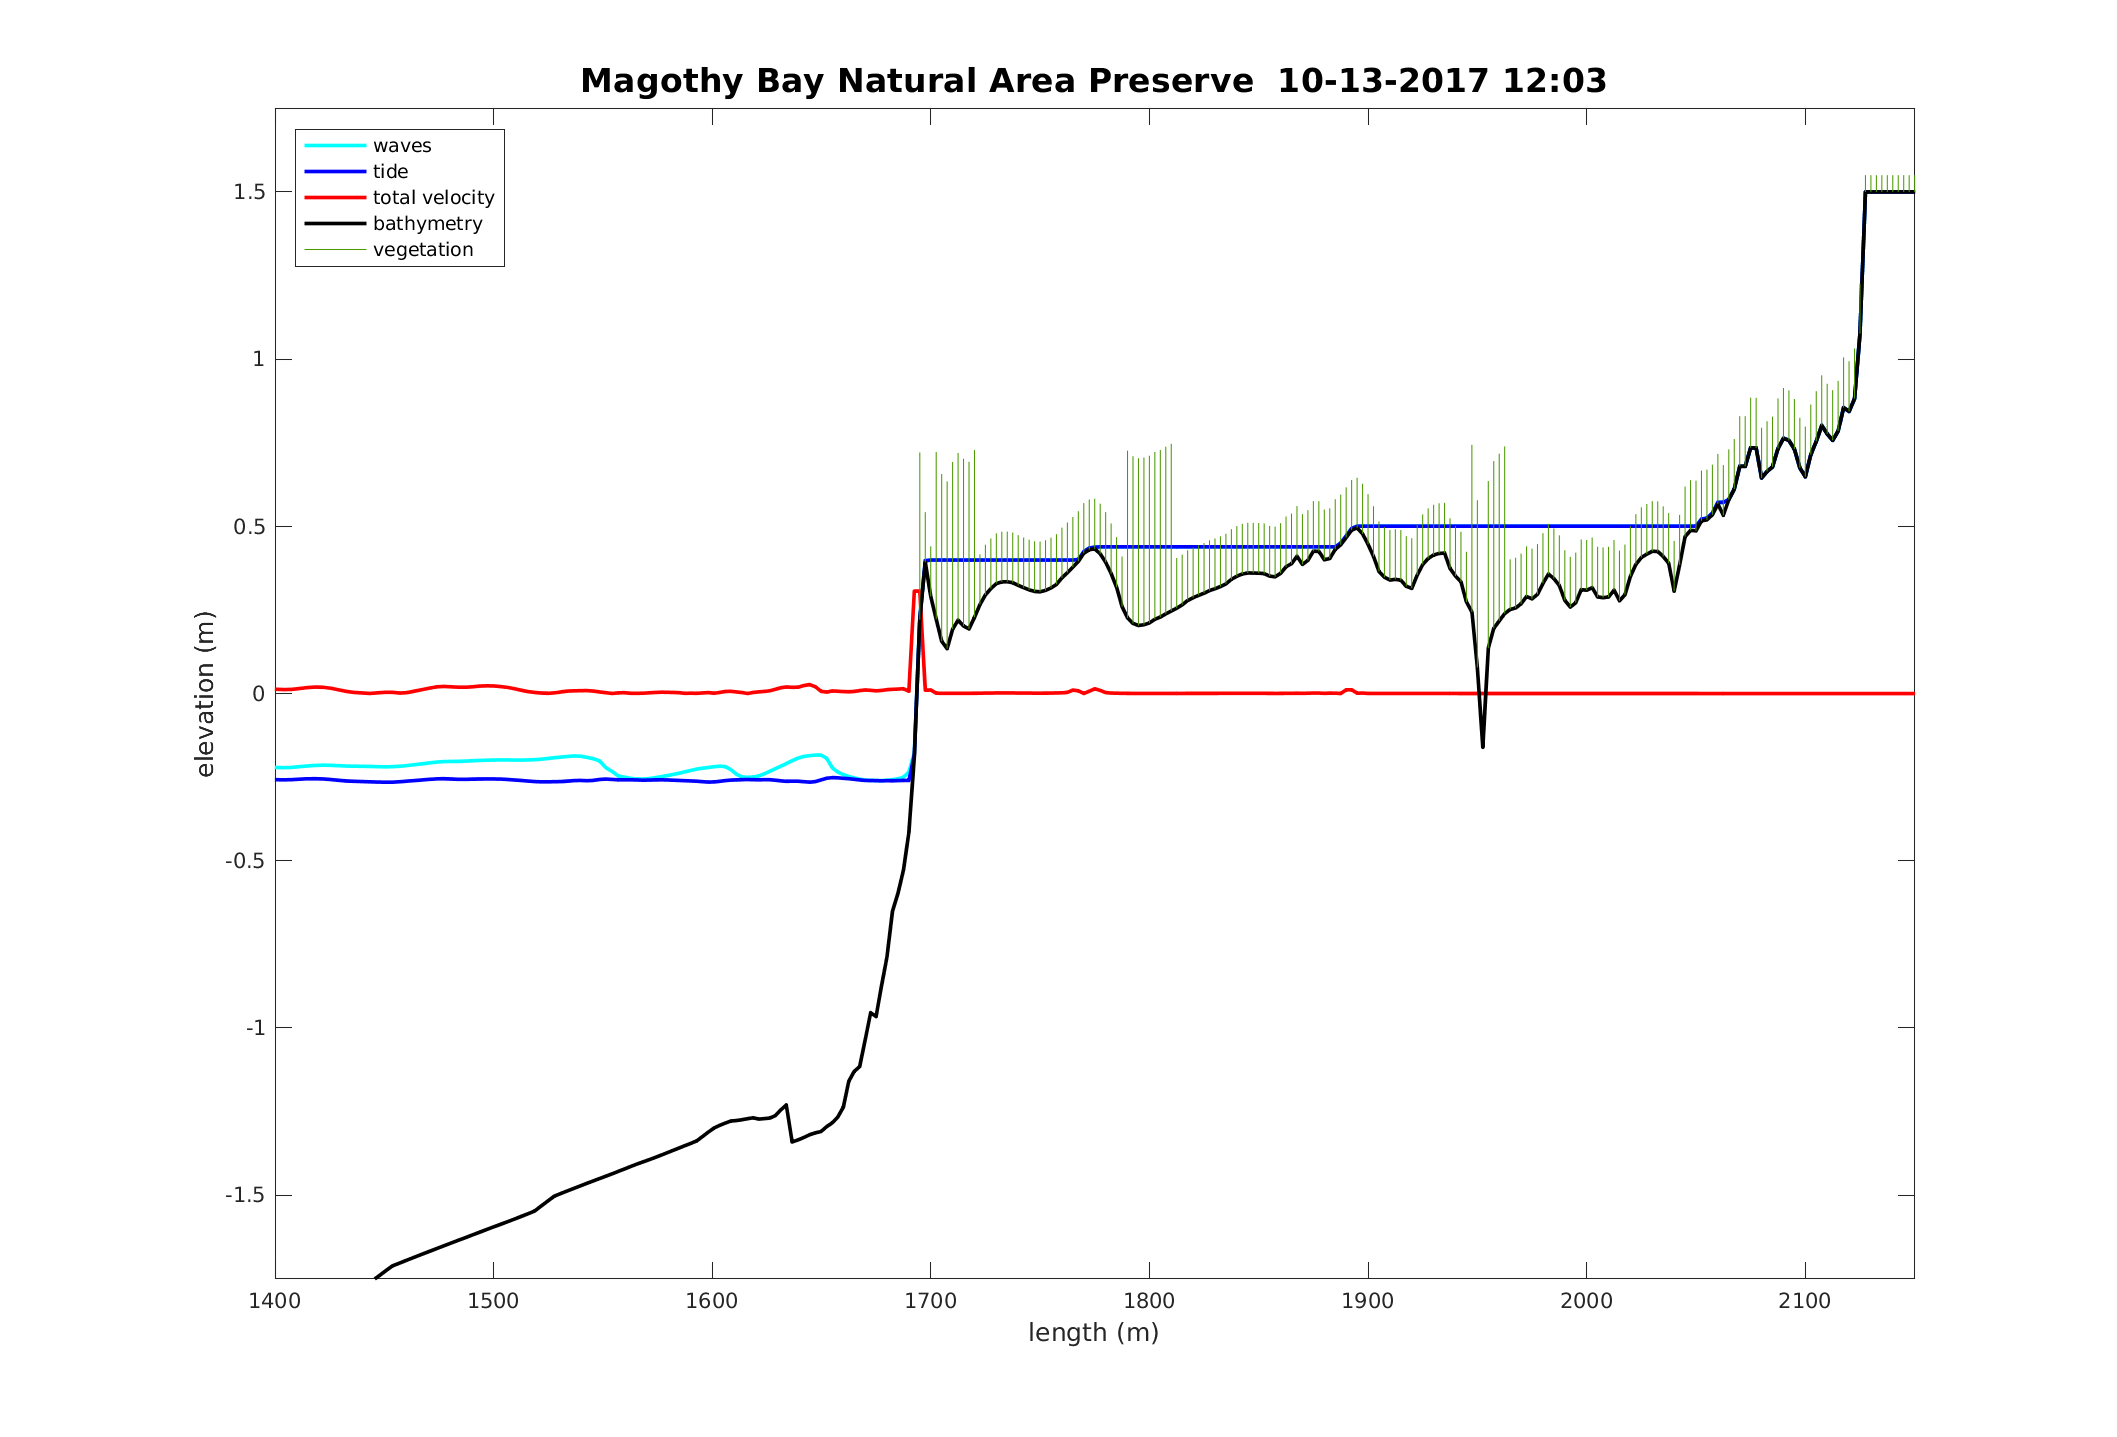 Magothy Bay Natural Area Preserve  10-13-2017 12:03
waves
tide
total velocity
bathymetry
vegetation
1.5
1
0.5
0
-0.5
-1
-1.5
elevation (m)
1400 1500 1600 1700 1800 1900 2000 2100
length (m)